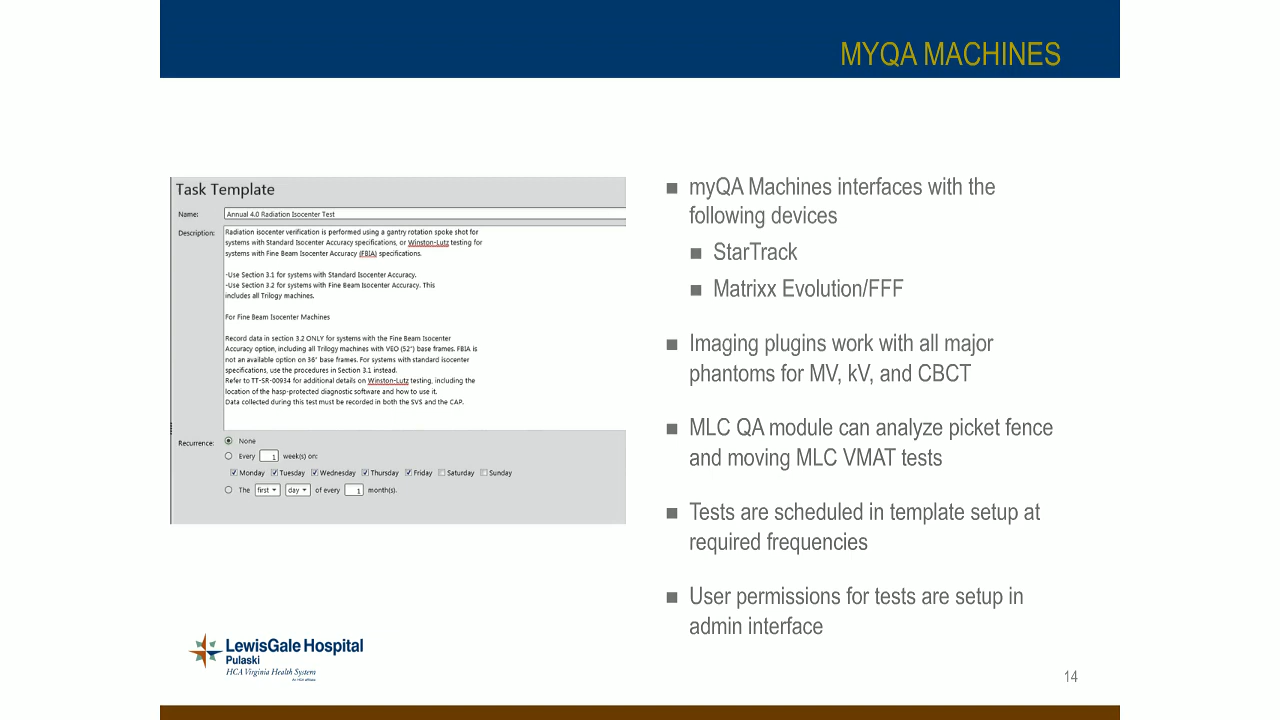 MYQA MACHINES
Task Template
Name: Annual 4.0 Radiation Isocenter Test
Description: Radiation isocenter verification is performed using a gantry rotation spoke shot for
systems with Standard Isocenter Accuracy specifications, or Winston-Lutz testing for
systems with Fine Beam Isocenter Accuracy (FBIA) specifications.
-Use Section 3.1 for systems with Standard Isocenter Accuracy.
-Use Section 3.2 for systems with Fine Beam Isocenter Accuracy. This
includes all Trilogy machines.
For Fine Beam Isocenter Machines
Record data in section 3.2 ONLY for systems with the Fine Beam Isocenter
Accuracy option, including all Trilogy machines with VEO (52") base frames. FBIA is
not an available option on 36" base frames. For systems with standard isocenter
specifications, use the procedures in Section 3.1 instead.
Refer to TT-SR-00934 for additional details on Winston-Lutz testing, including the
location of the hasp-protected diagnostic software and how to use it.
Data collected during this test must be recorded in both the SVS and the CAP.
Recurrence: None
Every 1 week(s) on:
Monday Tuesday Wednesday Thursday Friday Saturday Sunday
The first day of every 1 month(s).
■ myQA Machines interfaces with the
following devices
■ StarTrack
■ Matrixx Evolution/FFF
■ Imaging plugins work with all major
phantoms for MV, kV, and CBCT
■ MLC QA module can analyze picket fence
and moving MLC VMAT tests
■ Tests are scheduled in template setup at
required frequencies
■ User permissions for tests are setup in
admin interface
LewisGale Hospital
Pulaski
HCA Virginia Health System
14